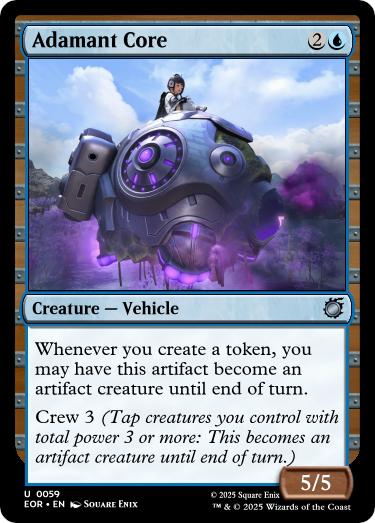 Adamant Core 2
Creature — Vehicle
Whenever you create a token, you
may have this artifact become an
artifact creature until end of turn.
Crew 3 (Tap creatures you control with
total power 3 or more: This becomes an
artifact creature until end of turn.)
5/5
U 0059
EOR • EN Square Enix
© 2025 Square Enix
™ & © 2025 Wizards of the Coast